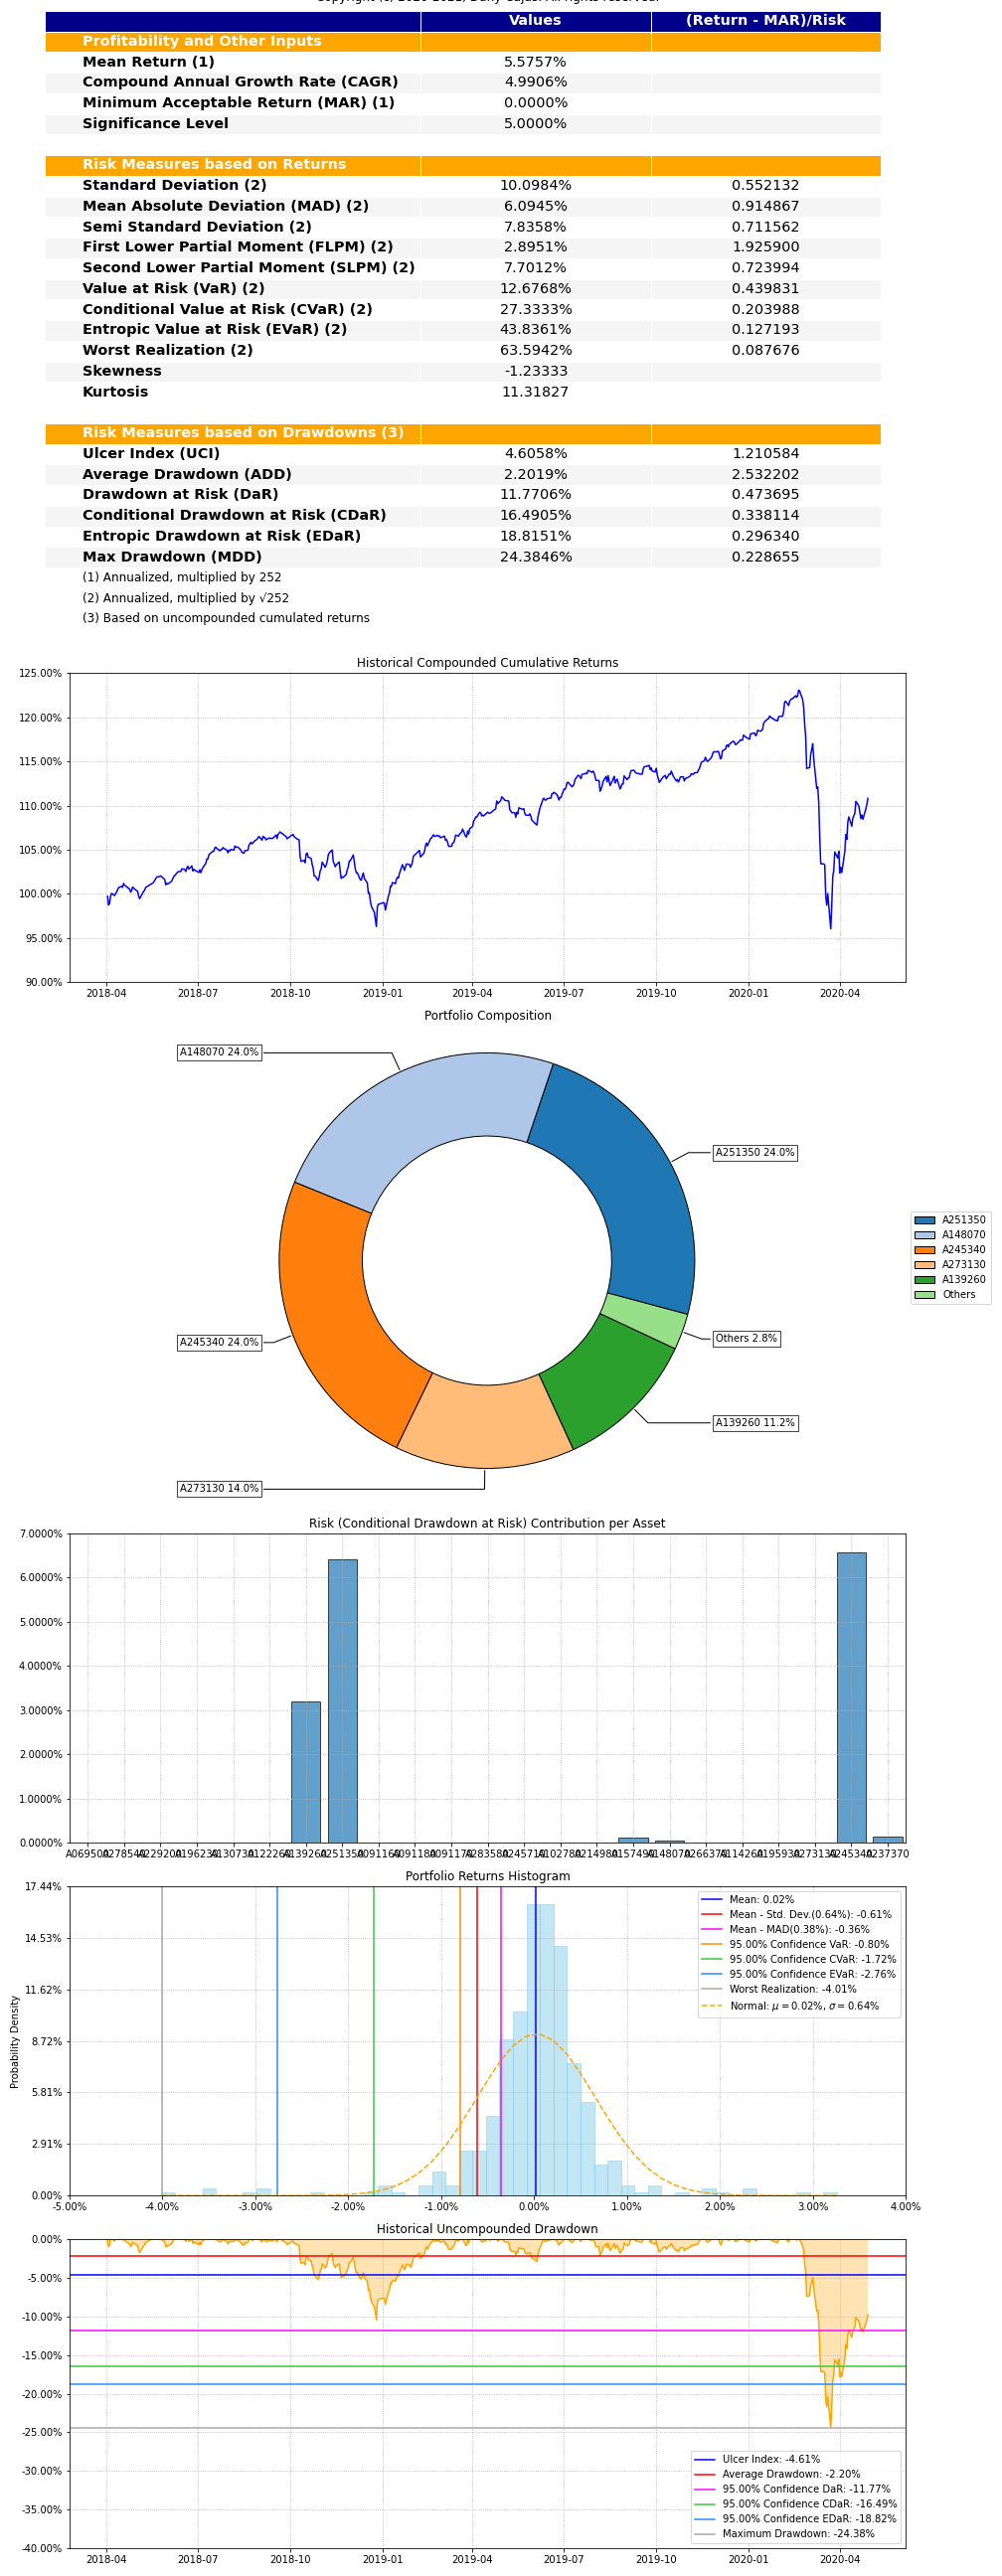 Copyright (c) 2020-2021, Dany Cajas. All rights reserved.
Values (Return - MAR)/Risk
Profitability and Other Inputs
Mean Return (1) 5.5757%
Compound Annual Growth Rate (CAGR) 4.9906%
Minimum Acceptable Return (MAR) (1) 0.0000%
Significance Level 5.0000%
Risk Measures based on Returns
Standard Deviation (2) 10.0984% 0.552132
Mean Absolute Deviation (MAD) (2) 6.0945% 0.914867
Semi Standard Deviation (2) 7.8358% 0.711562
First Lower Partial Moment (FLPM) (2) 2.8951% 1.925900
Second Lower Partial Moment (SLPM) (2) 7.7012% 0.723994
Value at Risk (VaR) (2) 12.6768% 0.439831
Conditional Value at Risk (CVaR) (2) 27.3333% 0.203988
Entropic Value at Risk (EVaR) (2) 43.8361% 0.127193
Worst Realization (2) 63.5942% 0.087676
Skewness -1.23333
Kurtosis 11.31827
Risk Measures based on Drawdowns (3)
Ulcer Index (UCI) 4.6058% 1.210584
Average Drawdown (ADD) 2.2019% 2.532202
Drawdown at Risk (DaR) 11.7706% 0.473695
Conditional Drawdown at Risk (CDaR) 16.4905% 0.338114
Entropic Drawdown at Risk (EDaR) 18.8151% 0.296340
Max Drawdown (MDD) 24.3846% 0.228655
(1) Annualized, multiplied by 252
(2) Annualized, multiplied by √252
(3) Based on uncompounded cumulated returns
Historical Compounded Cumulative Returns
125.00%
120.00%
115.00%
110.00%
105.00%
100.00%
95.00%
90.00%
2018-04 2018-07 2018-10 2019-01 2019-04 2019-07 2019-10 2020-01 2020-04
Portfolio Composition
A148070 24.0%
A251350 24.0%
A251350
A148070
A245340
A273130
A139260
Others
Others 2.8%
A245340 24.0%
A139260 11.2%
A273130 14.0%
Risk (Conditional Drawdown at Risk) Contribution per Asset
7.0000%
6.0000%
5.0000%
4.0000%
3.0000%
2.0000%
1.0000%
0.0000%
A237370
Portfolio Returns Histogram
Probability Density
17.44%
14.53%
11.62%
8.72%
5.81%
2.91%
0.00%
Mean: 0.02%
Mean - Std. Dev.(0.64%): -0.61%
Mean - MAD(0.38%): -0.36%
95.00% Confidence VaR: -0.80%
95.00% Confidence CVaR: -1.72%
95.00% Confidence EVaR: -2.76%
Worst Realization: -4.01%
Normal: μ = 0.02%, σ = 0.64%
-5.00% -4.00% -3.00% -2.00% -1.00% 0.00% 1.00% 2.00% 3.00% 4.00%
Historical Uncompounded Drawdown
0.00%
-5.00%
-10.00%
-15.00%
-20.00%
-25.00%
-30.00%
-35.00%
-40.00%
Ulcer Index: -4.61%
Average Drawdown: -2.20%
95.00% Confidence DaR: -11.77%
95.00% Confidence CDaR: -16.49%
95.00% Confidence EDaR: -18.82%
Maximum Drawdown: -24.38%
2018-04 2018-07 2018-10 2019-01 2019-04 2019-07 2019-10 2020-01 2020-04